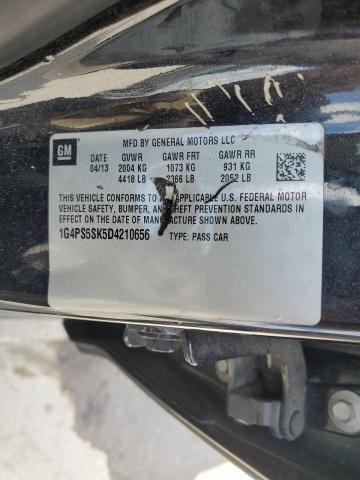 GM
MFD BY GENERAL MOTORS LLC
DATE GVWR GAWR FRT GAWR RR
04/13 2004 KG 1073 KG 931 KG
4418 LB 2366 LB 2052 LB
THIS VEHICLE CONFORMS TO APPLICABLE U.S. FEDERAL MOTOR
VEHICLE SAFETY, BUMPER, AND THEFT PREVENTION STANDARDS IN
EFFECT ON THE DATE OF MANUFACTURE SHOWN ABOVE.
1G4PS5SK5D4210656 TYPE: PASS CAR